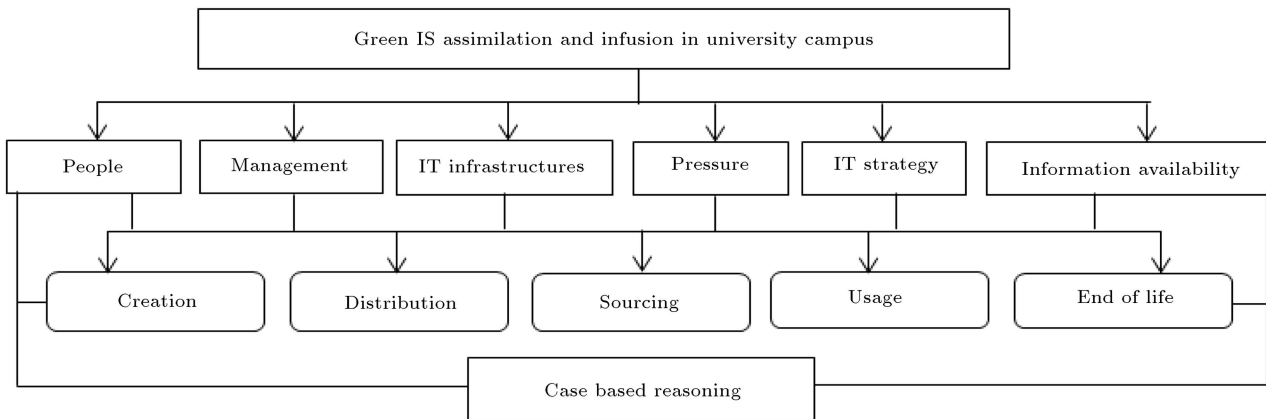 Green IS assimilation and infusion in university campus
People
Management
IT infrastructures
Pressure
IT strategy
Information availability
Creation
Distribution
Sourcing
Usage
End of life
Case based reasoning